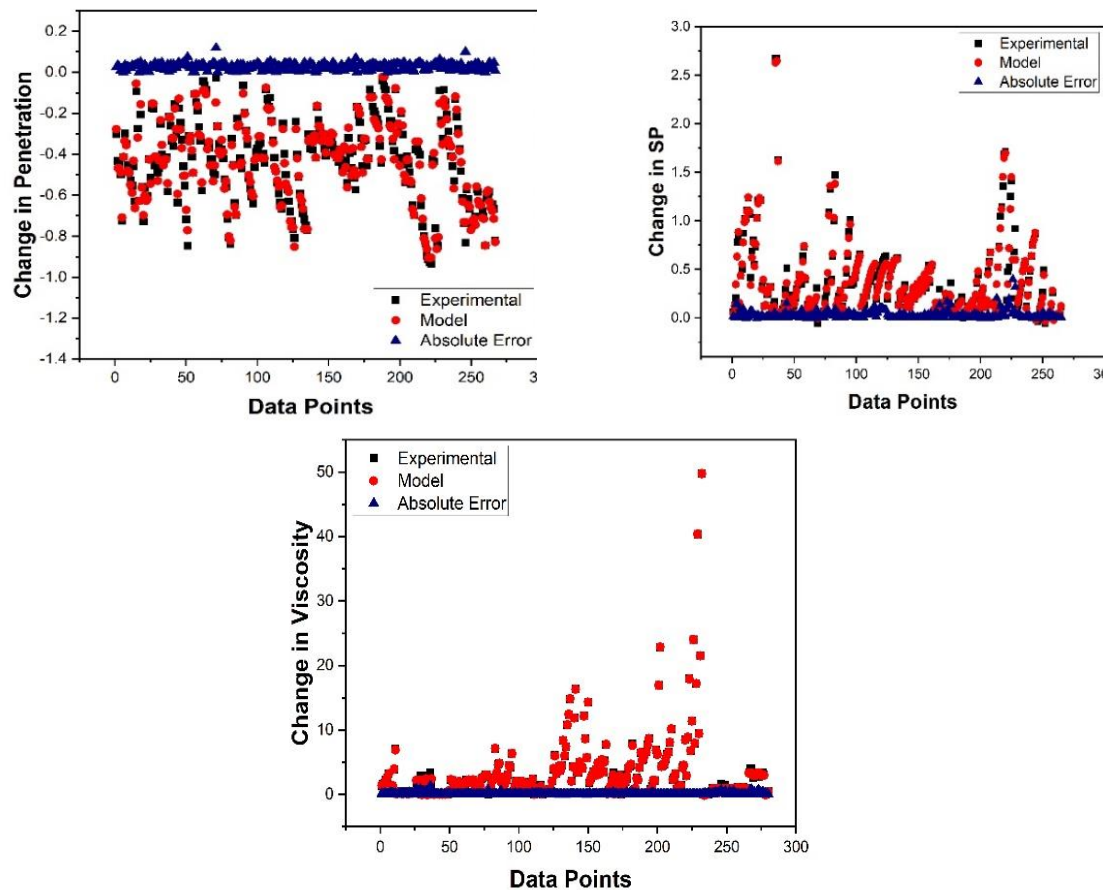 0.2
0.0
-0.2
-0.4
-0.6
-0.8
-1.0
-1.2
-1.4
Change in Penetration
Experimental
Model
Absolute Error
0 50 100 150 200 250 3
Data Points
3.0
2.5
2.0
1.5
1.0
0.5
0.0
Change in SP
Experimental
Model
Absolute Error
0 50 100 150 200 250 300
Data Points
50
40
30
20
10
0
Change in Viscosity
Experimental
Model
Absolute Error
0 50 100 150 200 250 300
Data Points